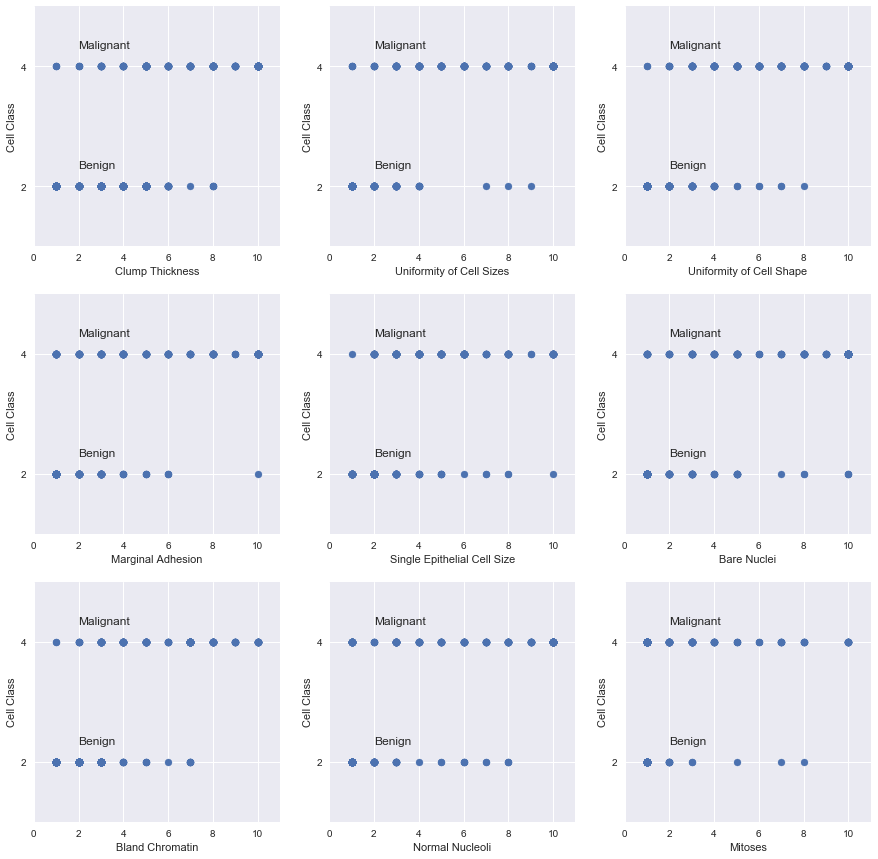 Malignant
4
Cell Class
Benign
2
0 2 4 6 8 10
Clump Thickness
Malignant
4
Cell Class
Benign
2
0 2 4 6 8 10
Uniformity of Cell Sizes
Malignant
4
Cell Class
Benign
2
0 2 4 6 8 10
Uniformity of Cell Shape
Malignant
4
Cell Class
Benign
2
0 2 4 6 8 10
Marginal Adhesion
Malignant
4
Cell Class
Benign
2
0 2 4 6 8 10
Single Epithelial Cell Size
Malignant
4
Cell Class
Benign
2
0 2 4 6 8 10
Bare Nuclei
Malignant
4
Cell Class
Benign
2
0 2 4 6 8 10
Bland Chromatin
Malignant
4
Cell Class
Benign
2
0 2 4 6 8 10
Normal Nucleoli
Malignant
4
Cell Class
Benign
2
0 2 4 6 8 10
Mitoses